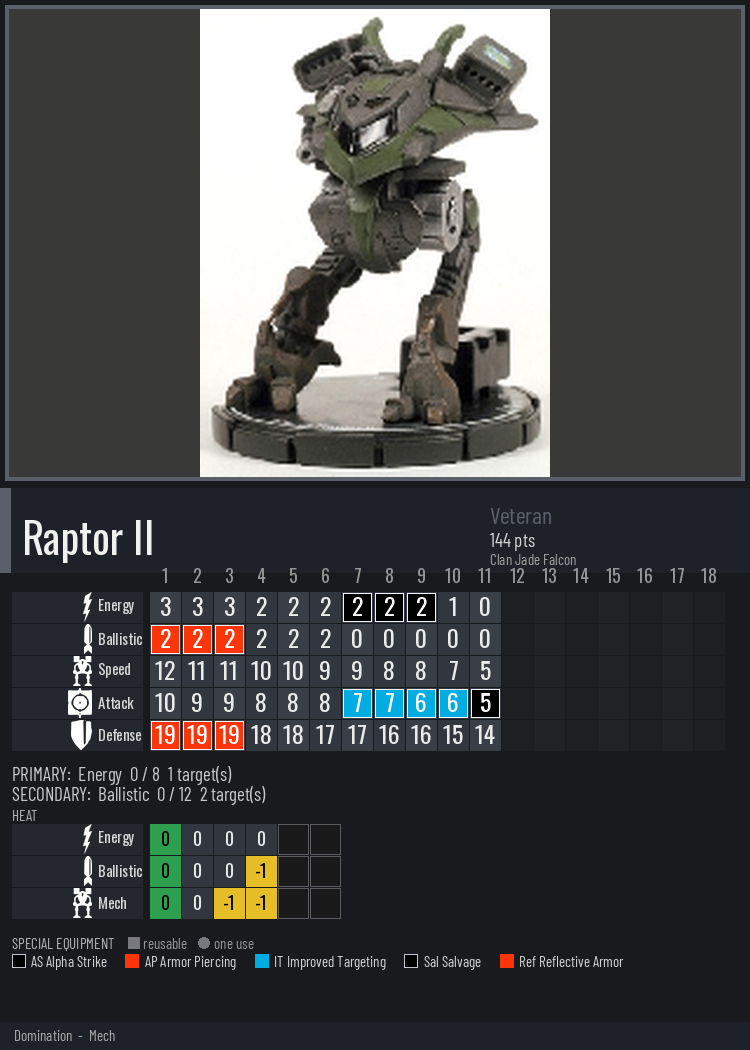 Raptor II
Veteran
144 pts
Clan Jade Falcon
1 2 3 4 5 6 7 8 9 10 11 12 13 14 15 16 17 18
Energy 3 3 3 2 2 2 2 2 2 1 0
Ballistic 2 2 2 2 2 2 0 0 0 0 0
Speed 12 11 11 10 10 9 9 8 8 7 5
Attack 10 9 9 8 8 8 7 7 6 6 5
Defense 19 19 19 18 18 17 17 16 16 15 14
PRIMARY: Energy 0 / 8 1 target(s)
SECONDARY: Ballistic 0 / 12 2 target(s)
HEAT
Energy 0 0 0 0
Ballistic 0 0 0 -1
Mech 0 0 -1 -1
SPECIAL EQUIPMENT reusable one use
AS Alpha Strike AP Armor Piercing IT Improved Targeting Sal Salvage Ref Reflective Armor
Domination - Mech